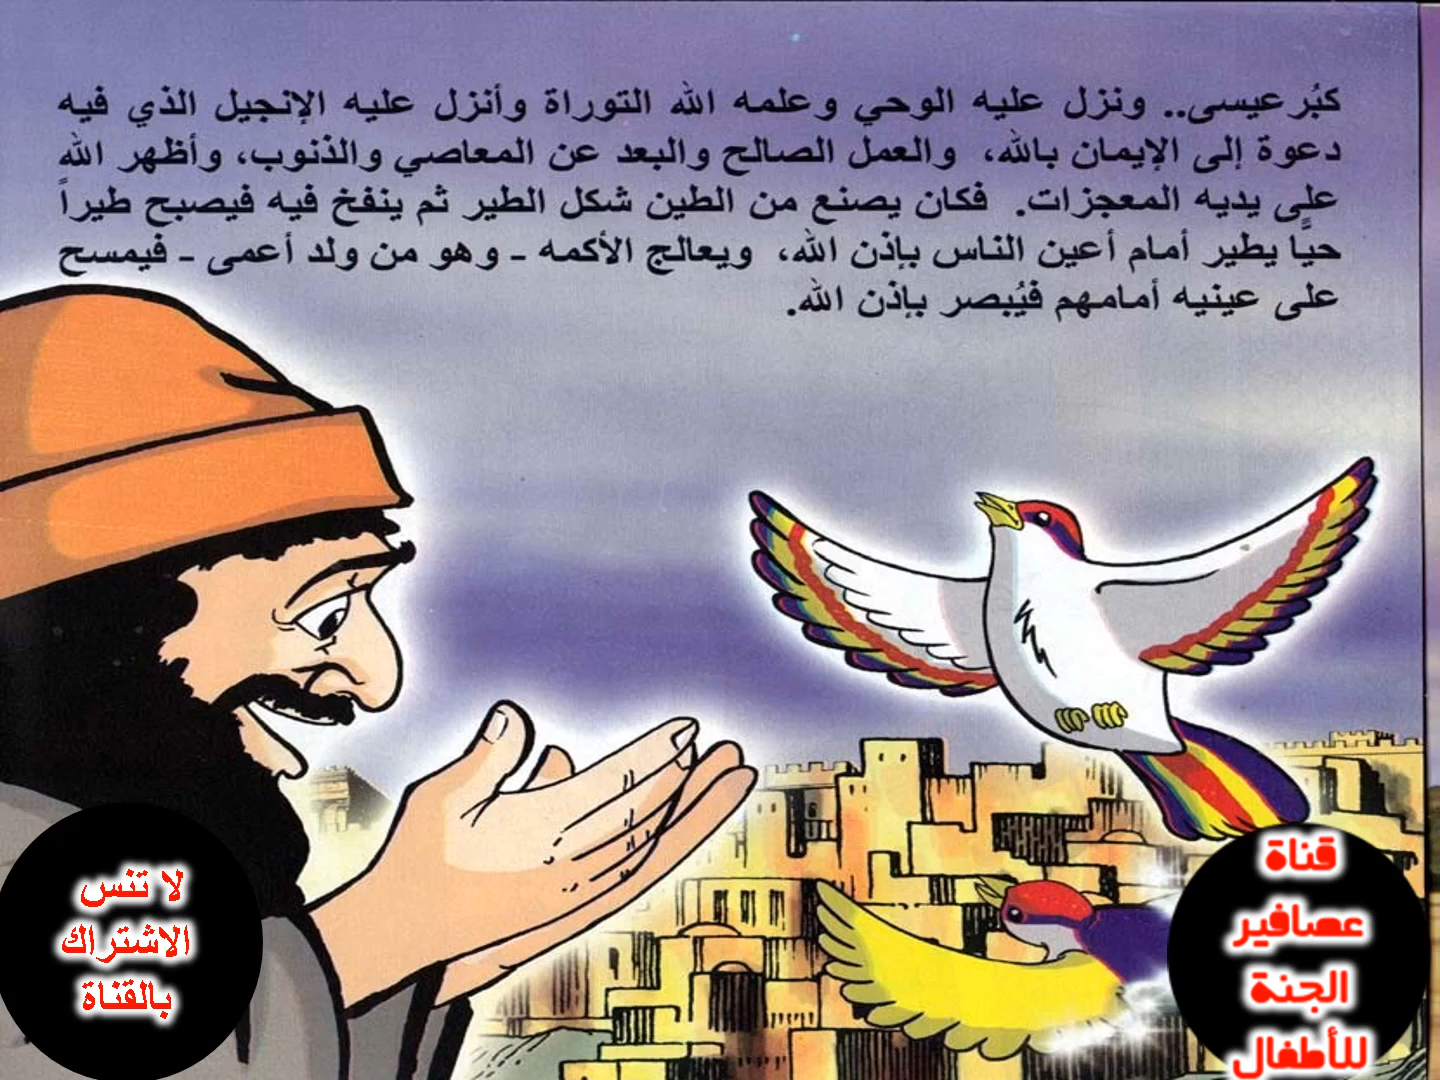 كبُر عيسى.. ونزل عليه الوحي وعلمه الله التوراة وأنزل عليه الإنجيل الذي فيه
دعوة إلى الإيمان بالله، والعمل الصالح والبعد عن المعاصي والذنوب، وأظهر الله
على يديه المعجزات. فكان يصنع من الطين شكل الطير ثم ينفخ فيه فيصبح طيراً
حيًا يطير أمام أعين الناس بإذن الله، ويعالج الأكمه - وهو من ولد أعمى - فيمسح
على عينيه أمامهم فيُبصر بإذن الله.
قناة
عصافير
الجنة
للأطفال
لا تنس
الاشتراك
بالقناة